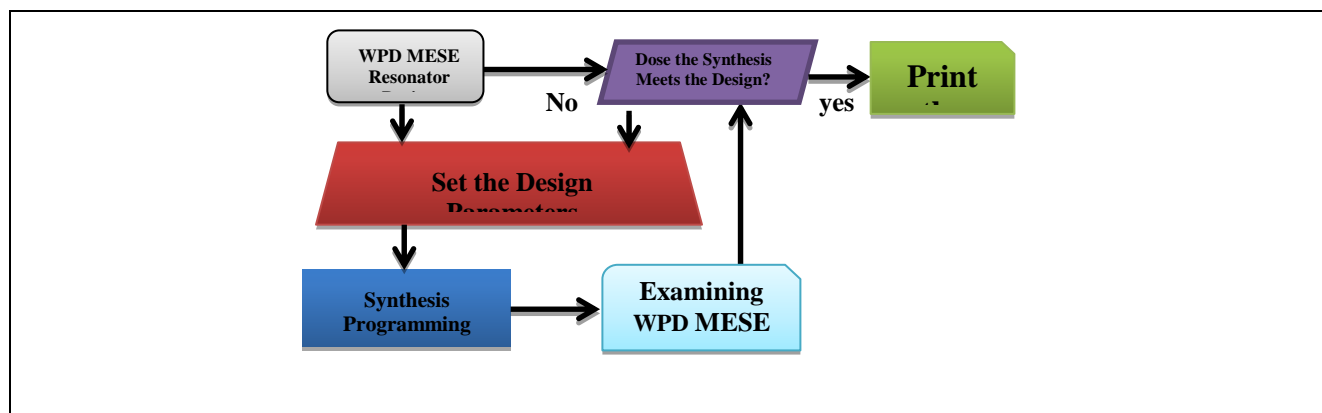 WPD MESE
Resonator
Dose the Synthesis
Meets the Design?
Print
No
yes
Set the Design
Parameters
Synthesis
Programming
Examining
WPD MESE